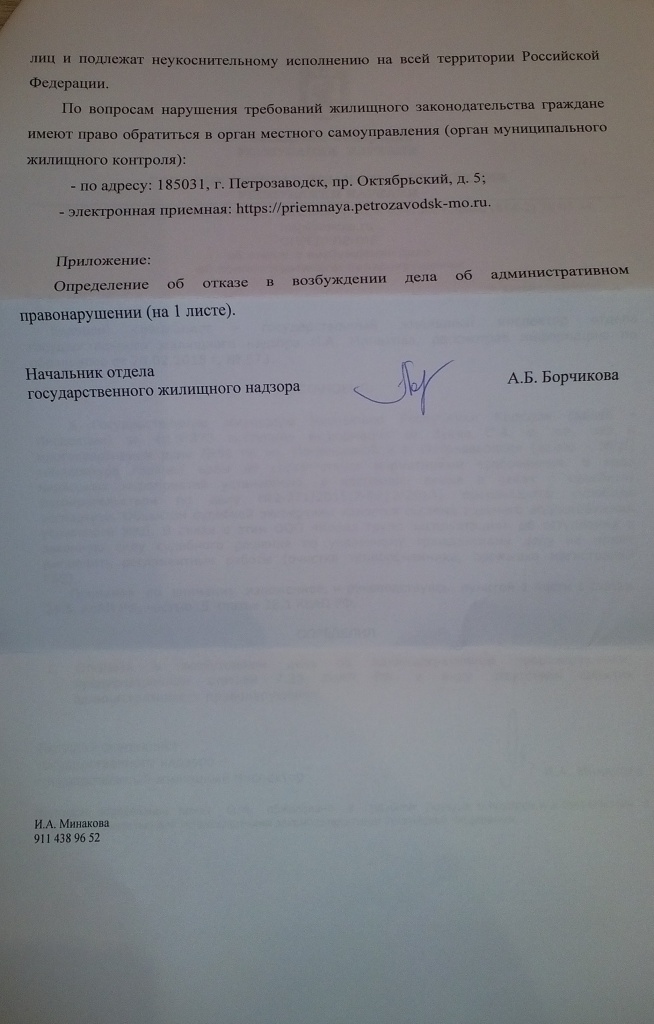 лиц и подлежат неукоснительному исполнению на всей территории Российской
Федерации.
По вопросам нарушения требований жилищного законодательства граждане
имеют право обратиться в орган местного самоуправления (орган муниципального
жилищного контроля):
- по адресу: 185031, г. Петрозаводск, пр. Октябрьский, д. 5;
- электронная приемная: https://priemnaya.petrozavodsk-mo.ru.
Приложение:
Определение об отказе в возбуждении дела об административном
правонарушении (на 1 листе).
Начальник отдела
государственного жилищного надзора
А.Б. Борчикова
И.А. Минакова
911 438 96 52